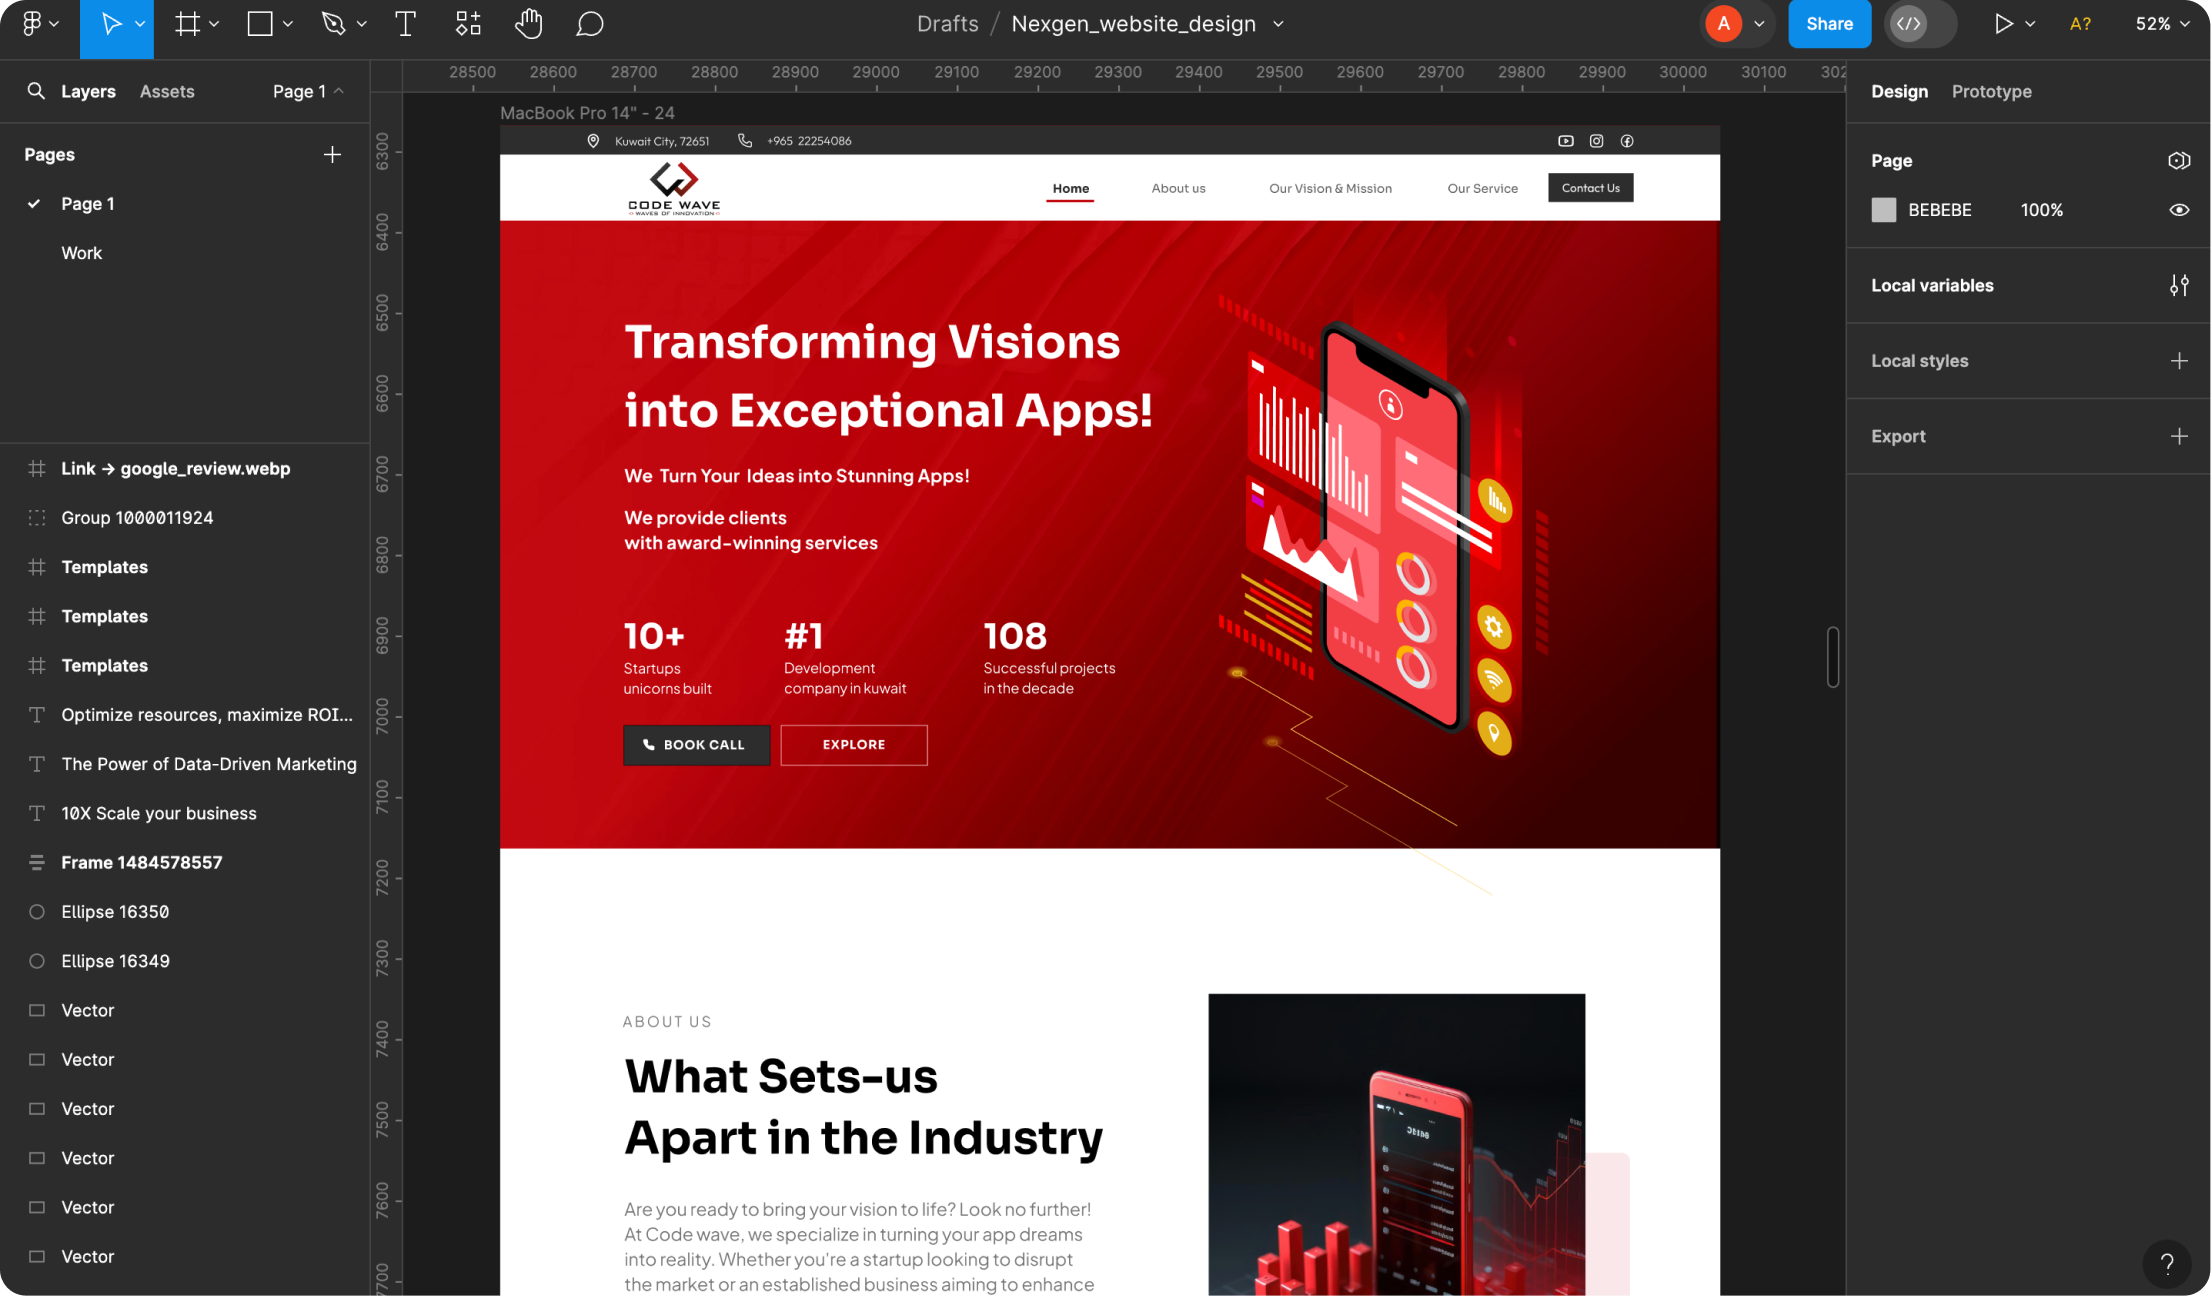 Drafts / Nexgen_website_design
A
Share
A?
52%
Layers
Assets
Page 1
28500 28600 28700 28800 28900 29000 29100 29200 29300 29400 29500 29600 29700 29800 29900 30000 30100 302
Design
Prototype
Pages
Page 1
Work
Link → google_review.webp
Group 1000011924
Templates
Templates
Templates
Optimize resources, maximize ROI...
The Power of Data-Driven Marketing
10X Scale your business
Frame 1484578557
Ellipse 16350
Ellipse 16349
Vector
Vector
Vector
Vector
Vector
Vector
6300
6400
6500
6600
6700
6800
6900
7000
7100
7200
7300
7400
7500
7600
7700
MacBook Pro 14" - 24
Kuwait City, 72651
+965 22254086
CODE WAVE
WAVES OF INNOVATION
Home
About us
Our Vision & Mission
Our Service
Contact Us
Transforming Visions
into Exceptional Apps!
We Turn Your Ideas into Stunning Apps!
We provide clients
with award-winning services
10+
Startups
unicorns built
#1
Development
company in kuwait
108
Successful projects
in the decade
BOOK CALL
EXPLORE
ABOUT US
What Sets-us
Apart in the Industry
Are you ready to bring your vision to life? Look no further!
At Code wave, we specialize in turning your app dreams
into reality. Whether you're a startup looking to disrupt
the market or an established business aiming to enhance
Page
BEBEBE
100%
Local variables
Local styles
Export
?